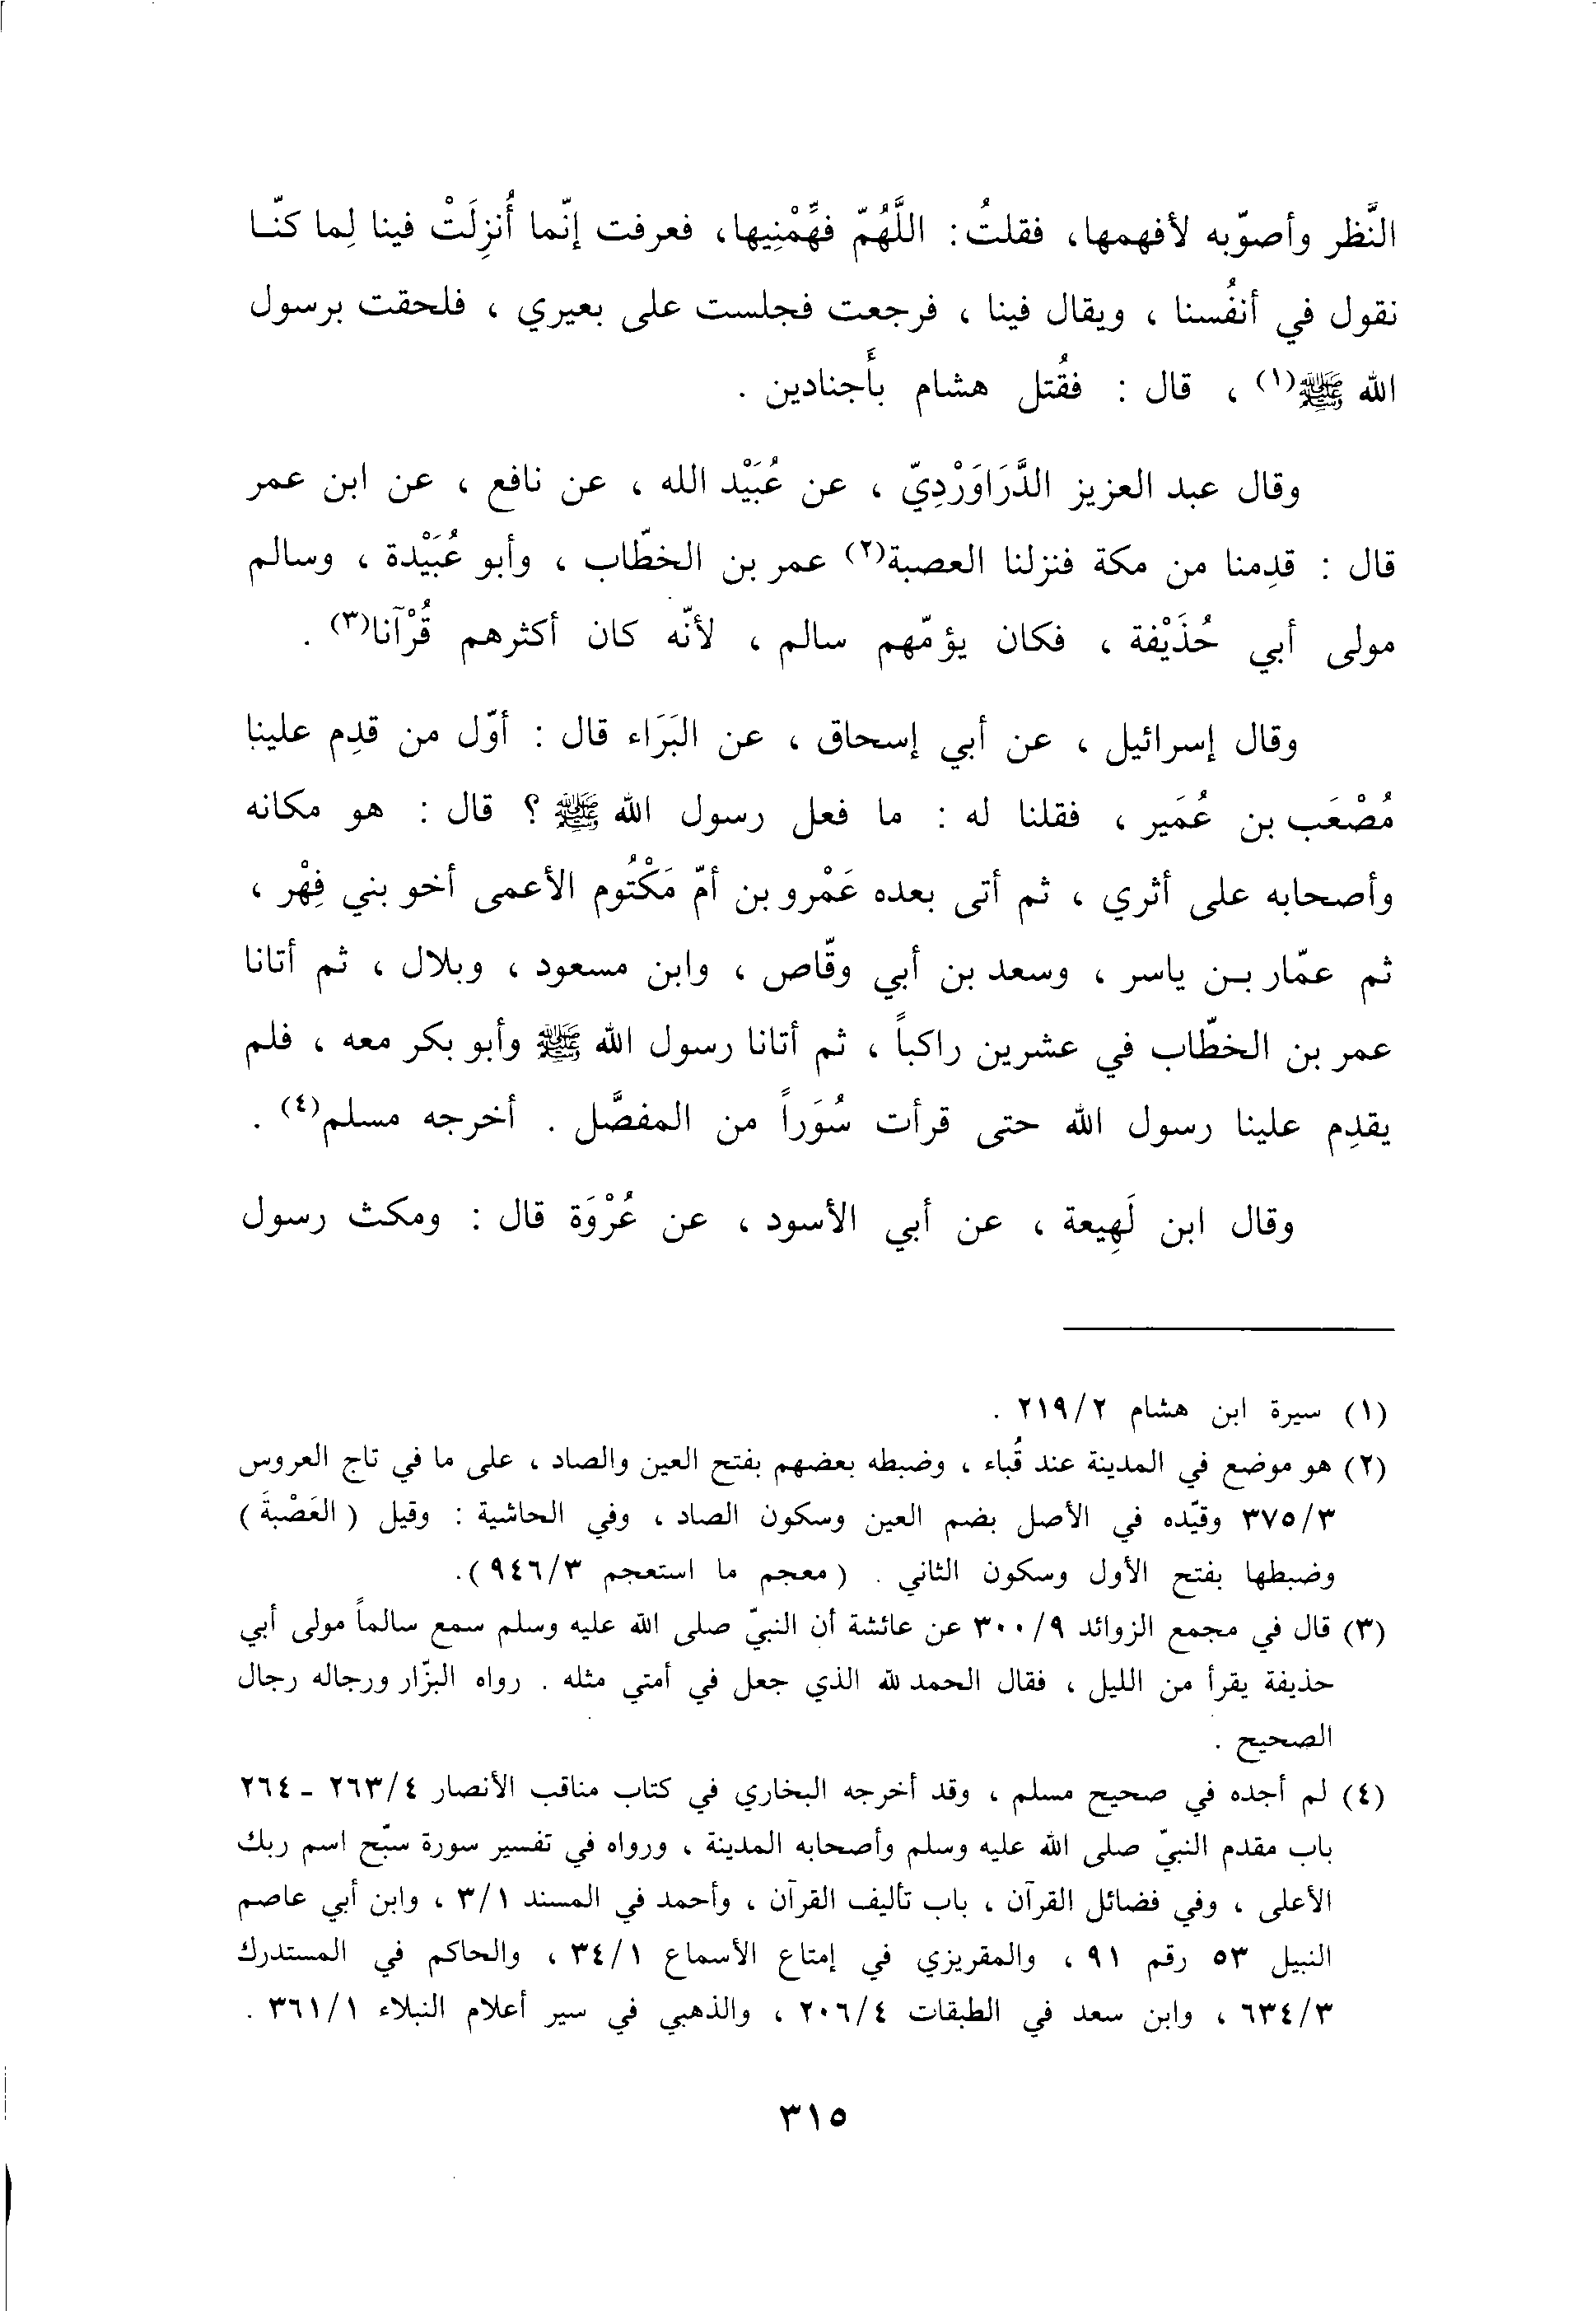 النَّظر وأصوّبه لأفهمها، فقلتُ: اللَّهُمّ فهِّمْنِيها، فعرفت إنّما أُنزِلَتْ فينا لِما كنّا
نقول في أنفُسنا ، ويقال فينا ، فرجعت فجلست على بعيري ، فلحقت برسول
الله ﷺ(١) ، قال : فقُتل هشام بأَجنادين .
وقال عبد العزيز الدَّرَاوَرْدِيّ ، عن عُبَيْد الله ، عن نافع ، عن ابن عمر
قال : قدِمنا من مكة فنزلنا العصبة(٢) عمر بن الخطّاب ، وأبو عُبَيْدة ، وسالم
مولى أبي حُذَيْفة ، فكان يؤمّهم سالم ، لأنّه كان أكثرهم قُرْآنا(٣) .
وقال إسرائيل ، عن أبي إسحاق ، عن البَرَاء قال : أوّل من قدِم علينا
مُصْعَب بن عُمَير ، فقلنا له : ما فعل رسول الله ﷺ ؟ قال : هو مكانه
وأصحابه على أثري ، ثم أتى بعده عَمْرو بن أمّ مَكْتُوم الأعمى أخو بني فِهْر ،
ثم عمّار بن ياسر ، وسعد بن أبي وقّاص ، وابن مسعود ، وبلال ، ثم أتانا
عمر بن الخطّاب في عشرين راكباً ، ثم أتانا رسول الله ﷺ وأبو بكر معه ، فلم
يقدِم علينا رسول الله حتى قرأت سُوَراً من المفصَّل . أخرجه مسلم(٤) .
وقال ابن لَهِيعة ، عن أبي الأسود ، عن عُرْوَة قال : ومكث رسول
(١) سيرة ابن هشام ٢١٩/٢ .
(٢) هو موضع في المدينة عند قُباء ، وضبطه بعضهم بفتح العين والصاد ، على ما في تاج العروس
٣٧٥/٣ وقيّده في الأصل بضم العين وسكون الصاد ، وفي الحاشية : وقيل (العَصْبةَ)
وضبطها بفتح الأول وسكون الثاني . (معجم ما استعجم ٩٤٦/٣).
(٣) قال في مجمع الزوائد ٣٠٠/٩ عن عائشة أن النبيّ صلى الله عليه وسلم سمع سالماً مولى أبي
حذيفة يقرأ من الليل ، فقال الحمد لله الذي جعل في أمتي مثله . رواه البزّار ورجاله رجال
الصحيح .
(٤) لم أجده في صحيح مسلم ، وقد أخرجه البخاري في كتاب مناقب الأنصار ٢٦٣/٤ ـ ٢٦٤
باب مقدم النبيّ صلى الله عليه وسلم وأصحابه المدينة ، ورواه في تفسير سورة سبّح اسم ربك
الأعلى ، وفي فضائل القرآن ، باب تأليف القرآن ، وأحمد في المسند ٣/١ ، وابن أبي عاصم
النبيل ٥٣ رقم ٩١ ، والمقريزي في إمتاع الأسماع ٣٤/١ ، والحاكم في المستدرك
٦٣٤/٣ ، وابن سعد في الطبقات ٢٠٦/٤ ، والذهبي في سير أعلام النبلاء ٣٦١/١ .
٣١٥